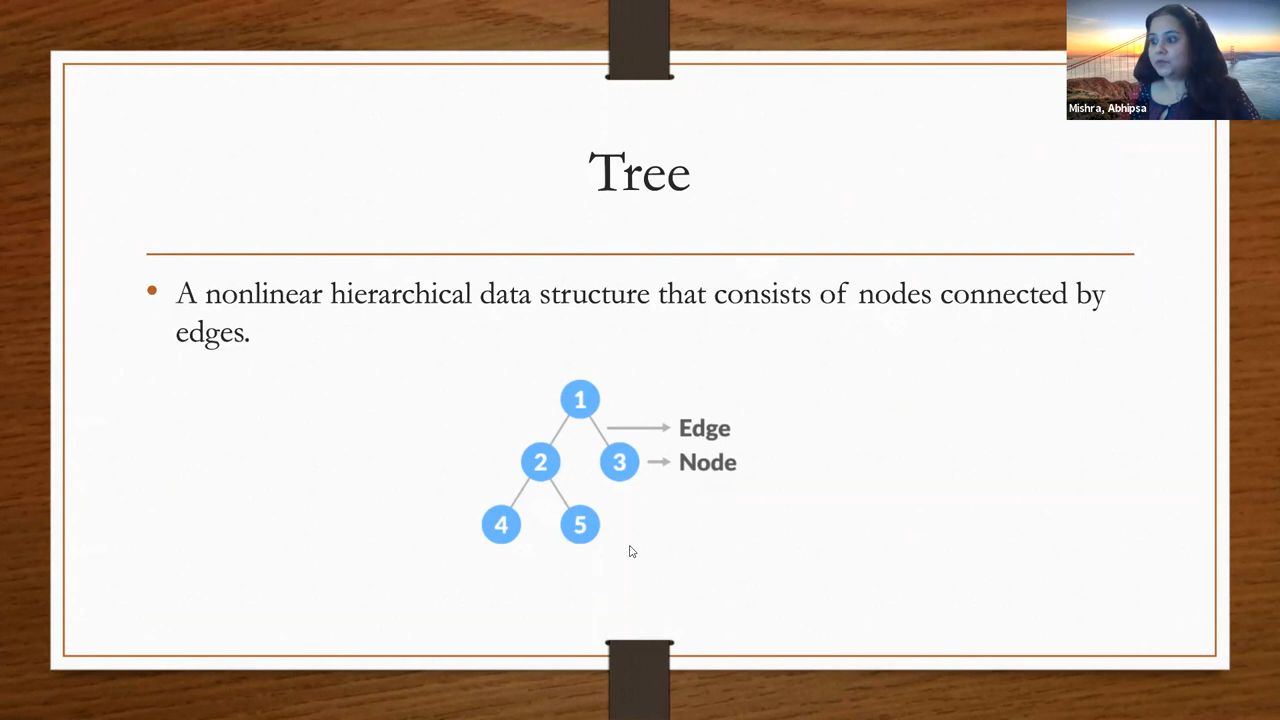 Mishra, Abhipsa
Tree
• A nonlinear hierarchical data structure that consists of nodes connected by
edges.
1
Edge
2
3
Node
4
5